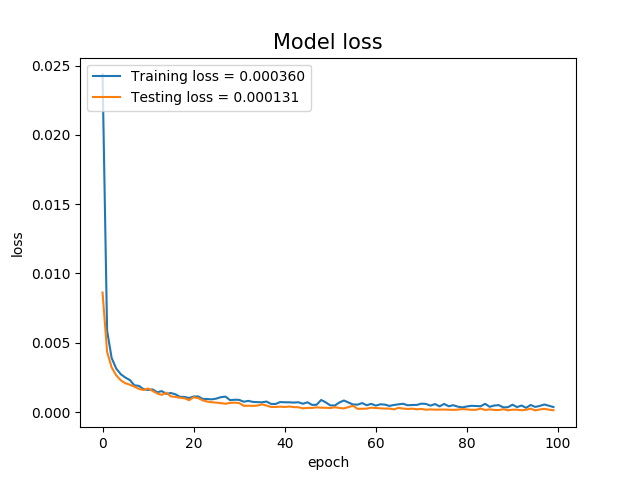 Model loss
Training loss = 0.000360
Testing loss = 0.000131
0.025
0.020
0.015
0.010
0.005
0.000
loss
0 20 40 60 80 100
epoch